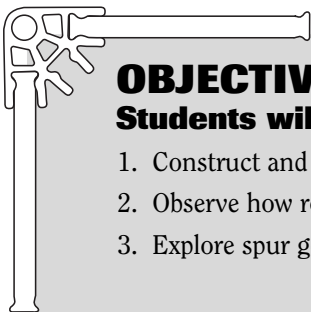 OBJECTIV
Students wil
1. Construct and
2. Observe how r
3. Explore spur g